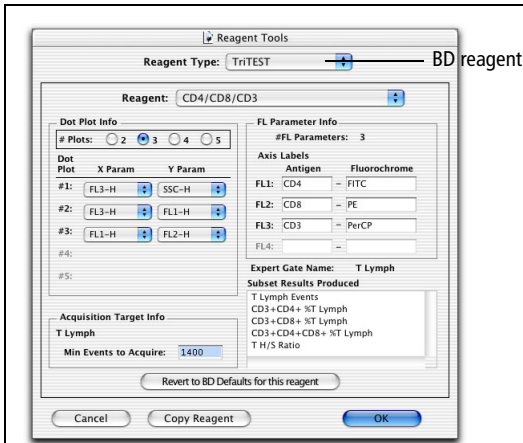 Reagent Tools
Reagent Type: TriTEST
BD reagent
Reagent: CD4/CD8/CD3
Dot Plot Info
# Plots: 2 3 4 5
Dot Plot X Param Y Param
#1: FL3-H SSC-H
#2: FL3-H FL1-H
#3: FL1-H FL2-H
#4:
#5:
Acquisition Target Info
T Lymph
Min Events to Acquire: 1400
FL Parameter Info
#FL Parameters: 3
Axis Labels
Antigen Fluorochrome
FL1: CD4 – FITC
FL2: CD8 – PE
FL3: CD3 – PerCP
FL4: –
Expert Gate Name: T Lymph
Subset Results Produced
T Lymph Events
CD3+CD4+ %T Lymph
CD3+CD8+ %T Lymph
CD3+CD4+CD8+ %T Lymph
T H/S Ratio
Revert to BD Defaults for this reagent
Cancel Copy Reagent OK